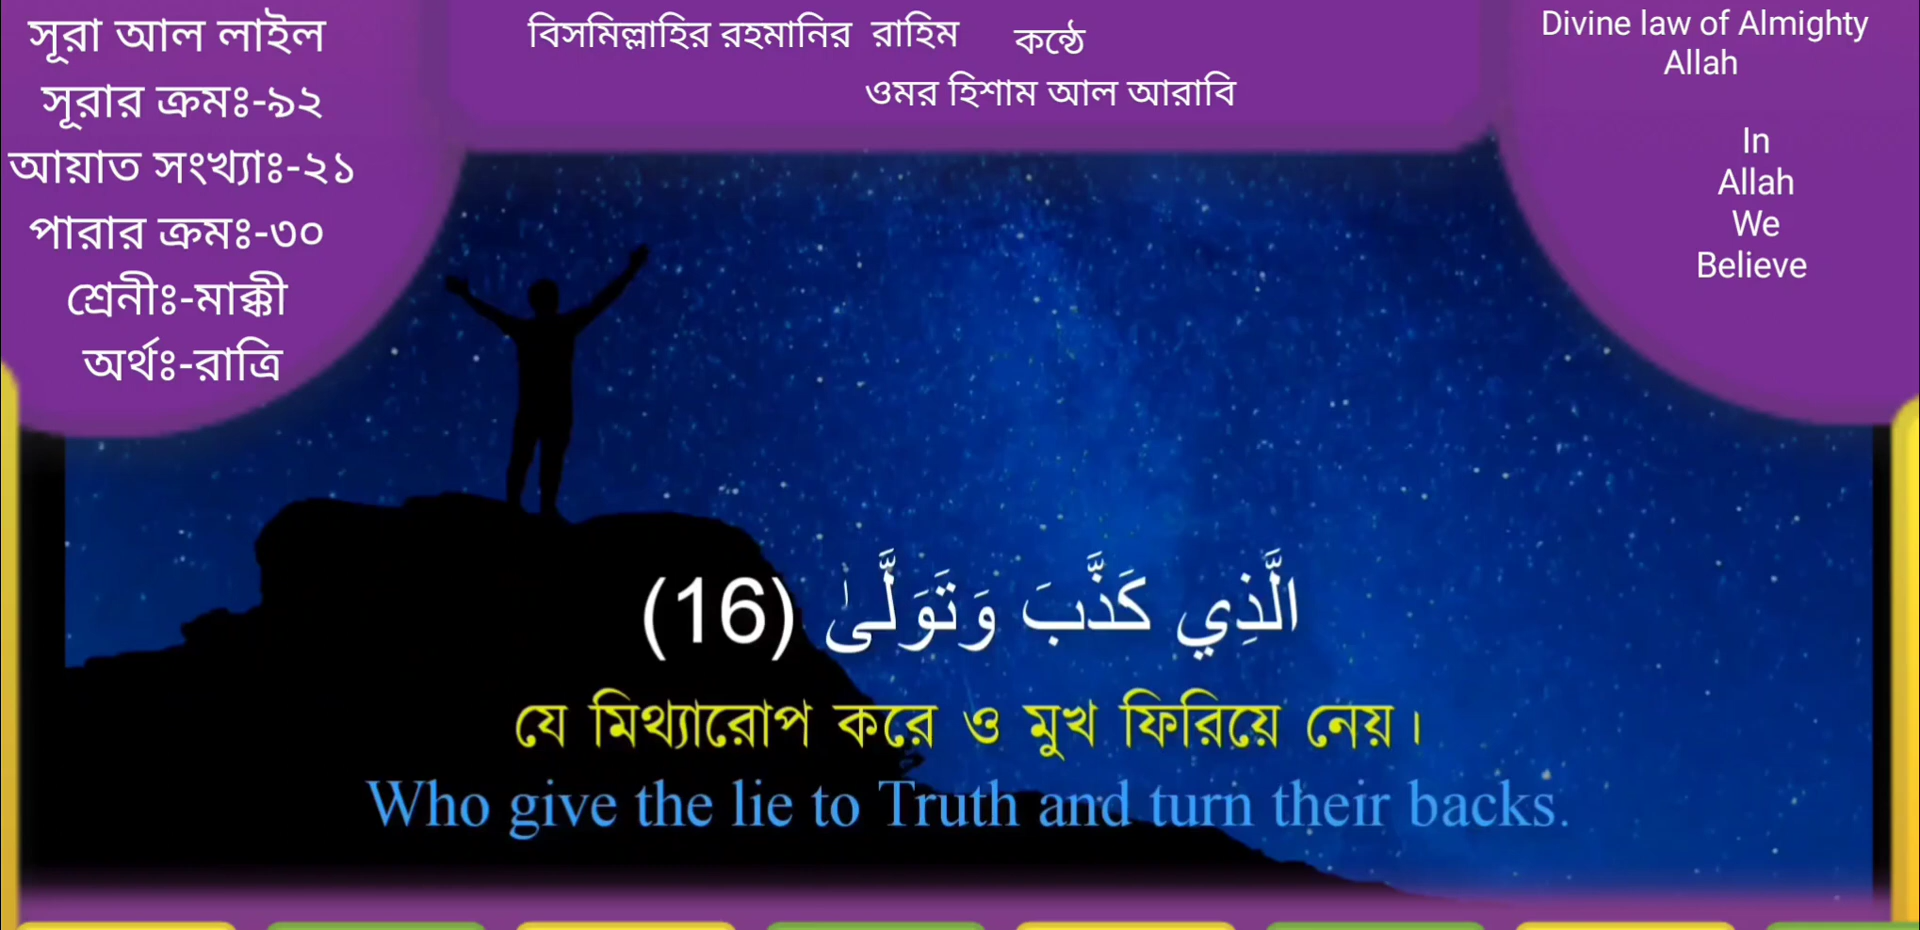 সূরা আল লাইল
সূরার ক্রমঃ-৯২
আয়াত সংখ্যাঃ-২১
পারার ক্রমঃ-৩০
শ্রেনীঃ-মাক্কী
অর্থঃ-রাত্রি
বিসমিল্লাহির রহমানির রাহিম কন্ঠে
ওমর হিশাম আল আরাবি
Divine law of Almighty
Allah
In
Allah
We
Believe
الَّذِي كَذَّبَ وَتَوَلَّىٰ (16)
যে মিথ্যারোপ করে ও মুখ ফিরিয়ে নেয়।
Who give the lie to Truth and turn their backs.